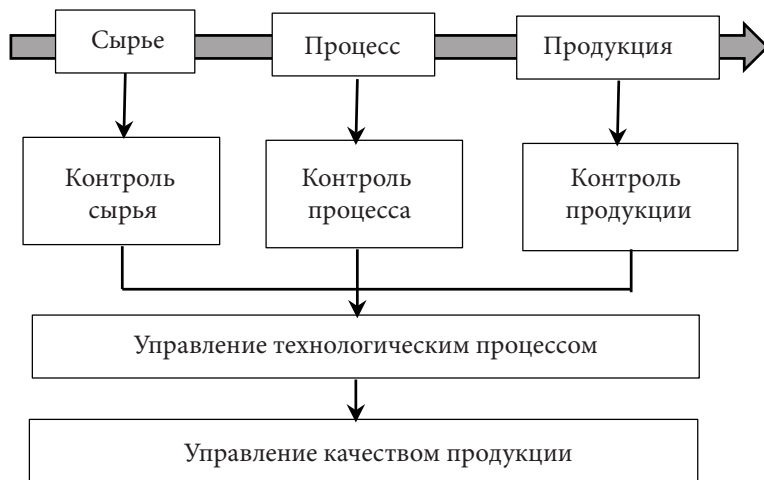 Сырье
Процесс
Продукция
Контроль
сырья
Контроль
процесса
Контроль
продукции
Управление технологическим процессом
Управление качеством продукции